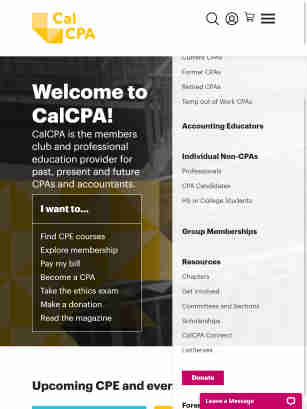 Cal
CPA
Welcome to
CalCPA!
CalCPA is the members
club and professional
education provider for
past, present and future
CPAs and accountants.
I want to...
Find CPE courses
Explore membership
Pay my bill
Become a CPA
Take the ethics exam
Make a donation
Read the magazine
Upcoming CPE and
Current CPAs
Former CPAs
Retired CPAs
Temp out of Work CPAs
Accounting Educators
Individual Non-CPAs
Professionals
CPA Candidates
HS or College Students
Group Memberships
Resources
Chapters
Get Involved
Committees and Sections
Scholarships
CalCPA Connect
ListServes
Donate
Leave a Message